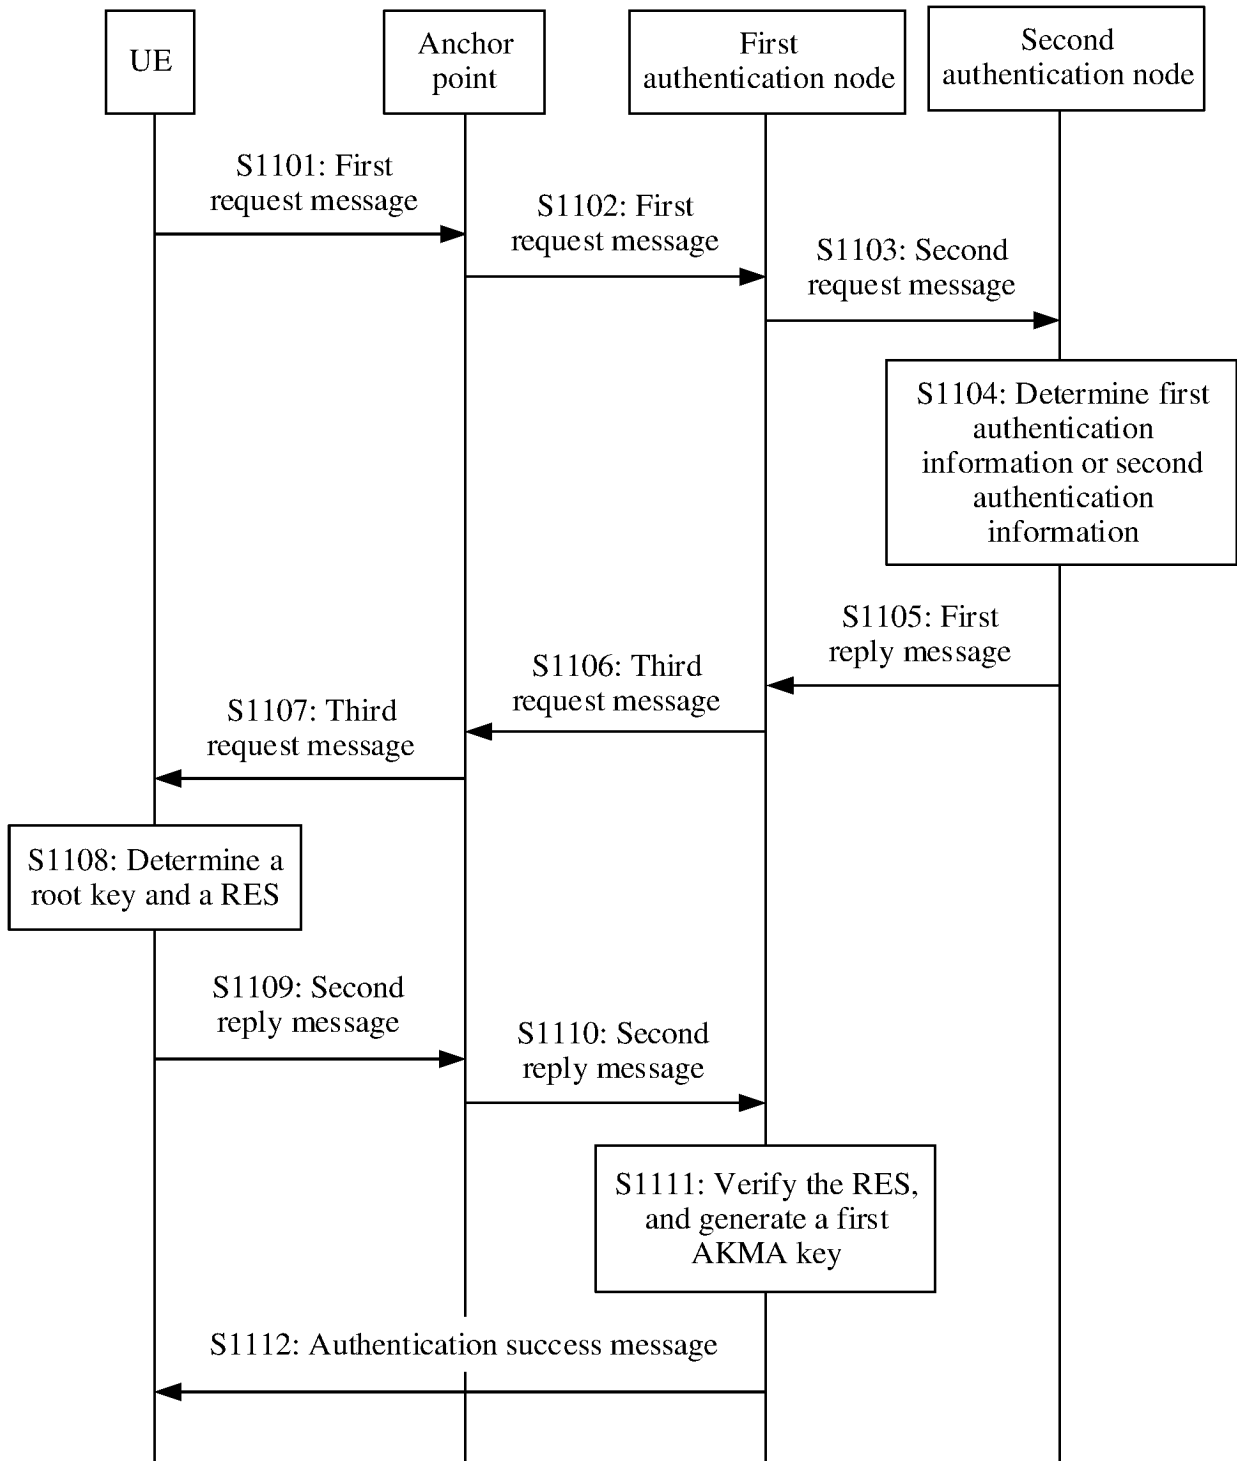 UE
Anchor
point
First
authentication node
Second
authentication node
S1101: First
request message
S1102: First
request message
S1103: Second
request message
S1104: Determine first
authentication
information or second
authentication
information
S1105: First
reply message
S1106: Third
request message
S1107: Third
request message
S1108: Determine a
root key and a RES
S1109: Second
reply message
S1110: Second
reply message
S1111: Verify the RES,
and generate a first
AKMA key
S1112: Authentication success message